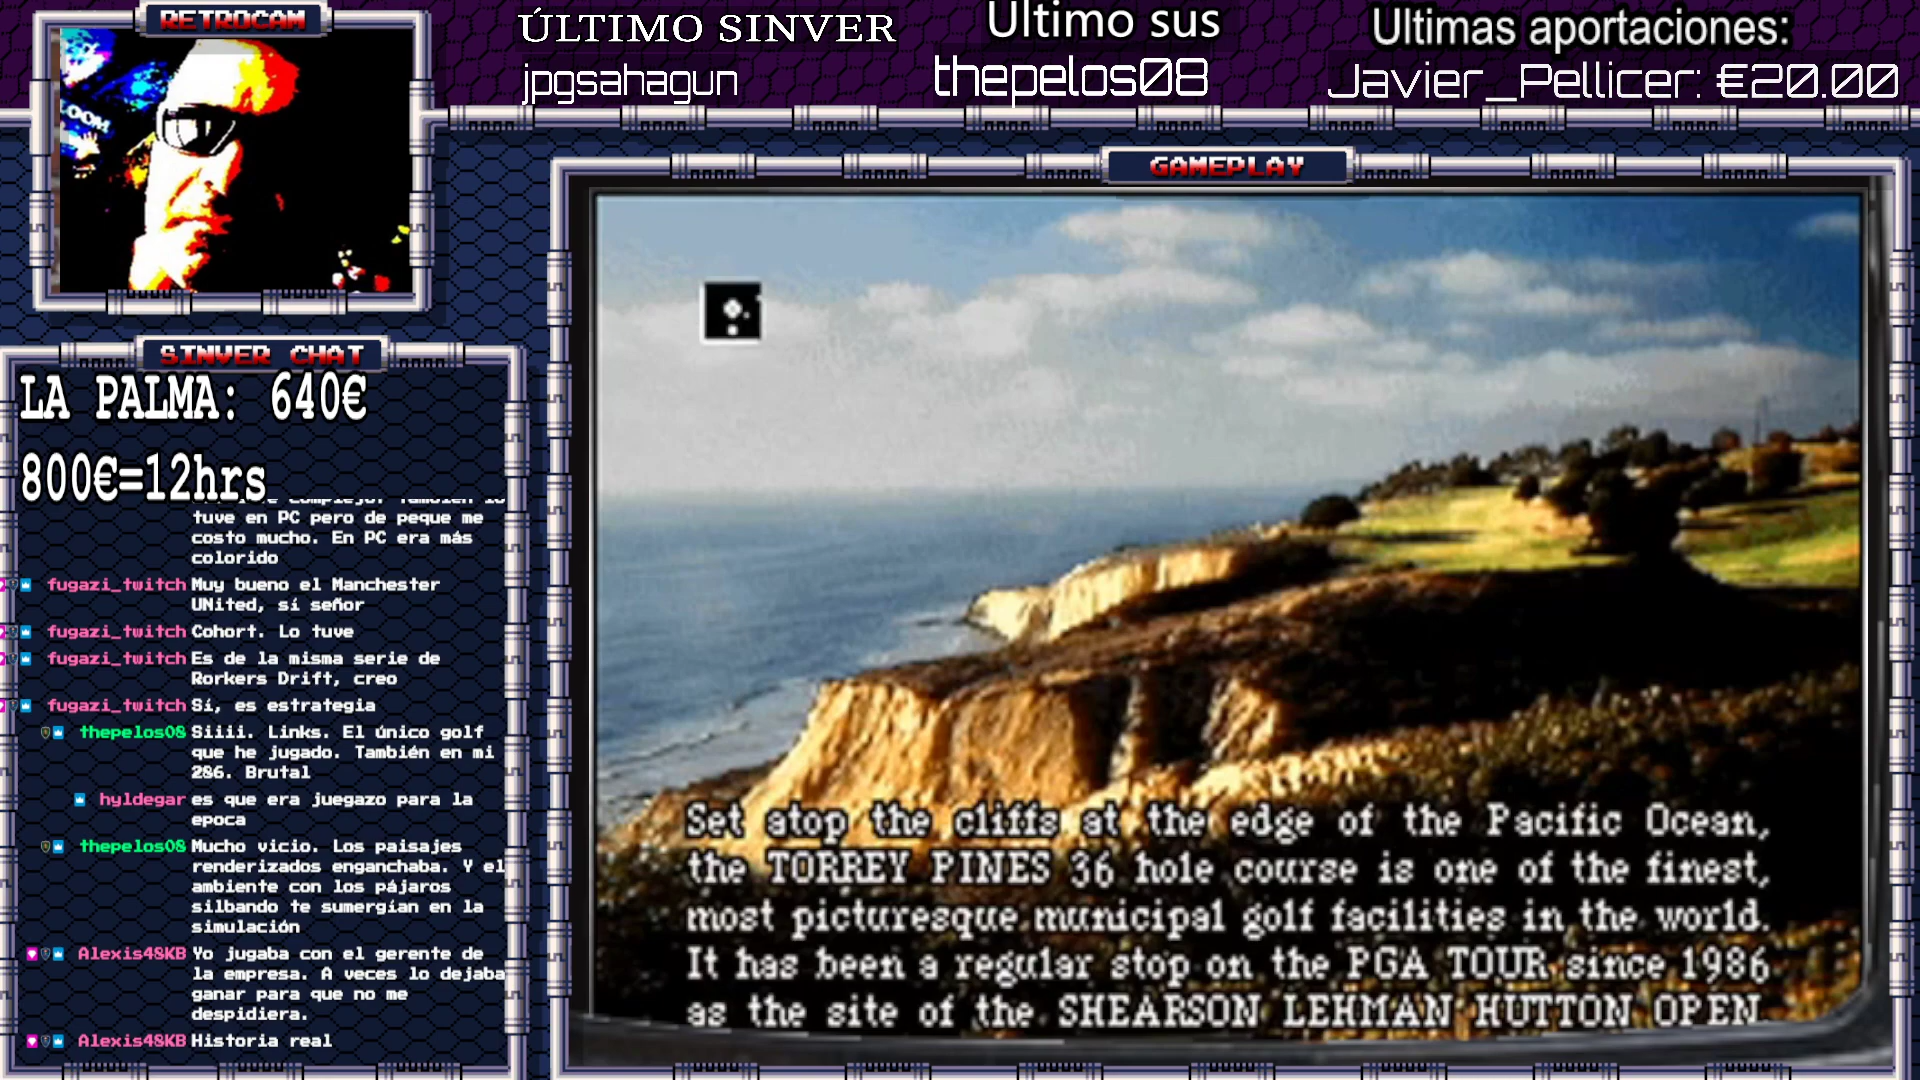 RETROCAM
ÚLTIMO SINVER
jpgsahagun
Ultimo sus
thepelos08
Ultimas aportaciones:
Javier_Pellicer: €20.00
GAMEPLAY
SINVER CHAT
LA PALMA: 640€
800€=12hrs
tuve en PC pero de peque me
costo mucho. En PC era más
colorido
fugazi_twitch Muy bueno el Manchester
UNited, sí señor
fugazi_twitch Cohort. Lo tuve
fugazi_twitch Es de la misma serie de
Rorkers Drift, creo
fugazi_twitch Sí, es estrategia
thepelos08 Siiii. Links. El único golf
que he jugado. También en mi
286. Brutal
hyldegar es que era juegazo para la
epoca
thepelos08 Mucho vicio. Los paisajes
renderizados enganchaba. Y el
ambiente con los pájaros
silbando te sumergían en la
simulación
Alexis48KB Yo jugaba con el gerente de
la empresa. A veces lo dejaba
ganar para que no me
despidiera.
Alexis48KB Historia real
Set atop the cliffs at the edge of the Pacific Ocean,
the TORREY PINES 36 hole course is one of the finest,
most picturesque municipal golf facilities in the world.
It has been a regular stop on the PGA TOUR since 1986
as the site of the SHEARSON LEHMAN HUTTON OPEN